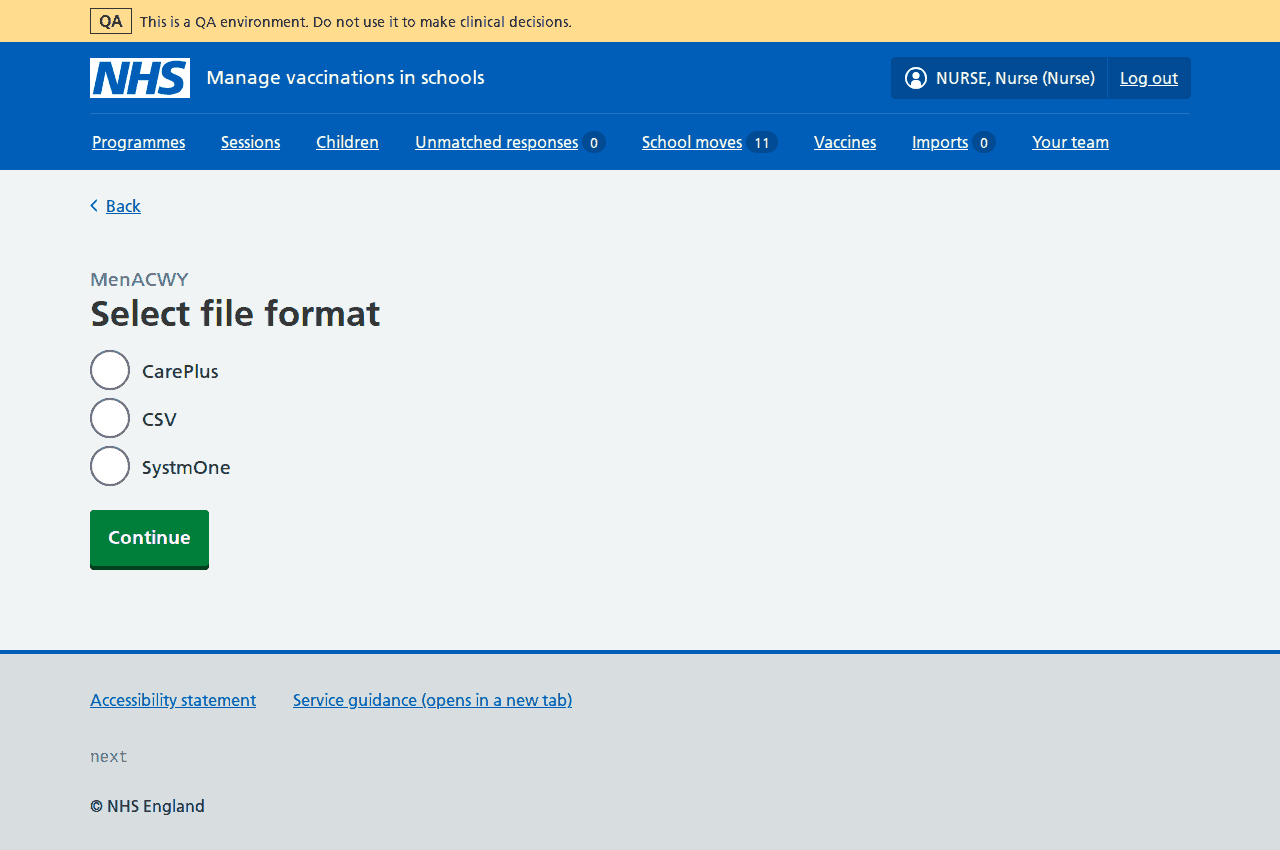 QA This is a QA environment. Do not use it to make clinical decisions.
NHS Manage vaccinations in schools NURSE, Nurse (Nurse) Log out
Programmes Sessions Children Unmatched responses 0 School moves 11 Vaccines Imports 0 Your team
Back
MenACWY
Select file format
CarePlus
CSV
SystmOne
Continue
Accessibility statement Service guidance (opens in a new tab)
next
© NHS England